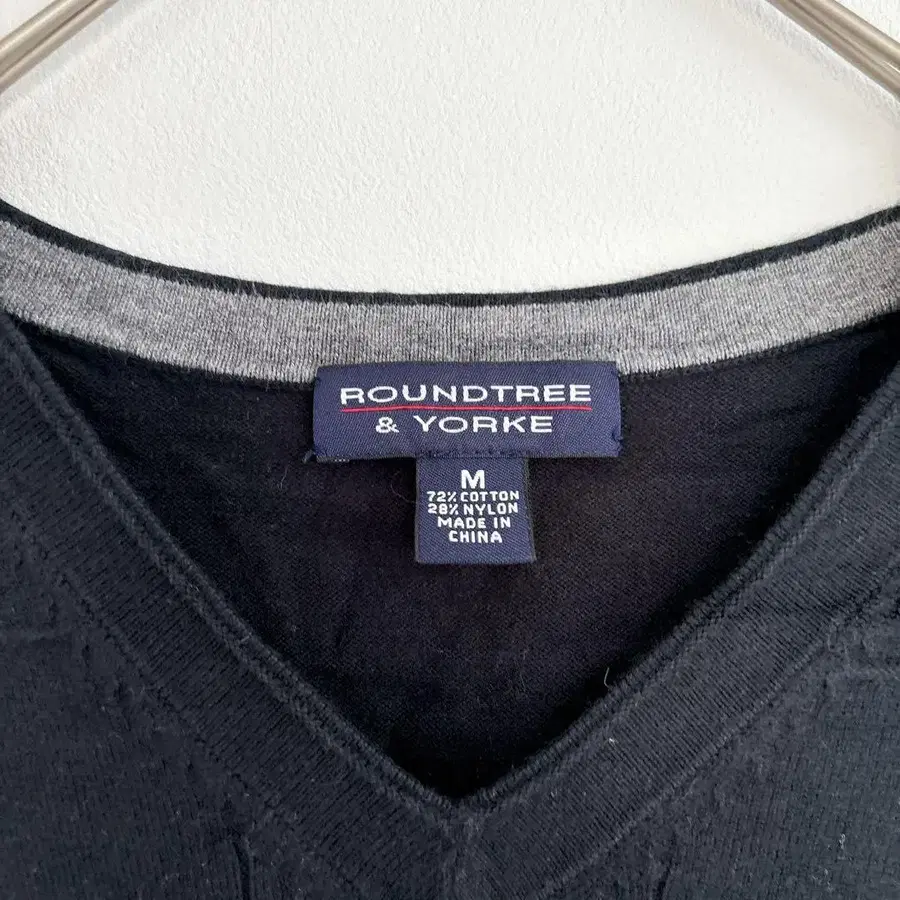 ROUNDTREE
& YORKE
M
72% COTTON
28% NYLON
MADE IN
CHINA